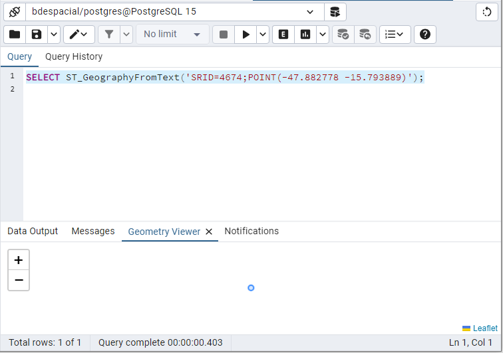 bdespacial/postgres@PostgreSQL 15
No limit
E
Query Query History
1 SELECT ST_GeographyFromText('SRID=4674;POINT(-47.882778 -15.793889)');
2
Data Output Messages Geometry Viewer Notifications
+
−
Leaflet
Total rows: 1 of 1 Query complete 00:00:00.403 Ln 1, Col 1